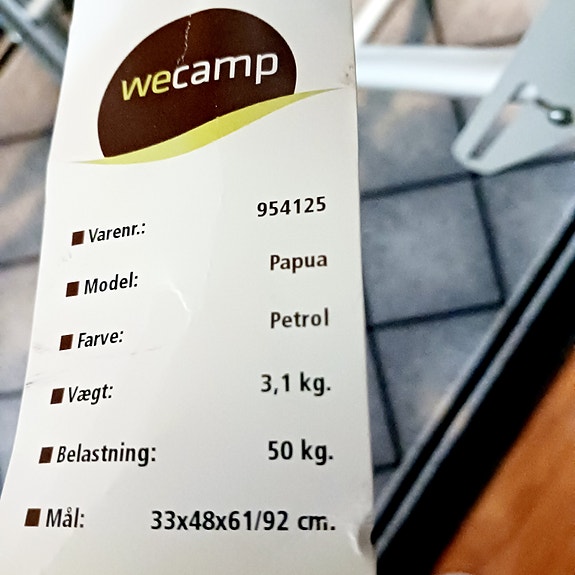 wecamp
Varenr.: 954125
Model: Papua
Farve: Petrol
Vægt: 3,1 kg.
Belastning: 50 kg.
Mål: 33x48x61/92 cm.